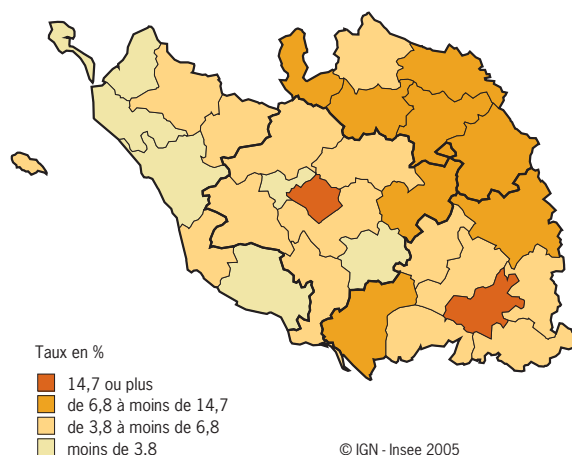 Taux en %
14,7 ou plus
de 6,8 à moins de 14,7
de 3,8 à moins de 6,8
moins de 3,8
© IGN - Insee 2005